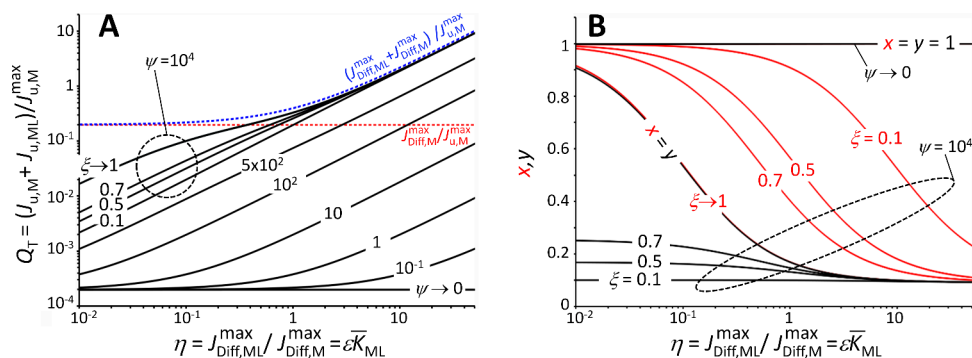 A
Q_T = (J_u,M + J_u,ML)/J_u,M^max
10
1
10^-1
10^-2
10^-3
10^-4
ψ=10^4
(J_Diff,ML^max+J_Diff,M^max)/J_u,M^max
J_Diff,M^max/J_u,M^max
ξ→1
0.7
0.5
0.1
5x10^2
10^2
10
1
10^-1
ψ→0
10^-2
10^-1
1
10
η = J_Diff,ML^max/ J_Diff,M^max = εK̅_ML
B
x,y
1
0.8
0.6
0.4
0.2
0
x = y = 1
ψ→0
x = y
ξ→1
0.7
0.5
ξ=0.1
ψ=10^4
0.7
0.5
ξ=0.1
10^-2
10^-1
1
10
η = J_Diff,ML^max/ J_Diff,M^max = εK̅_ML